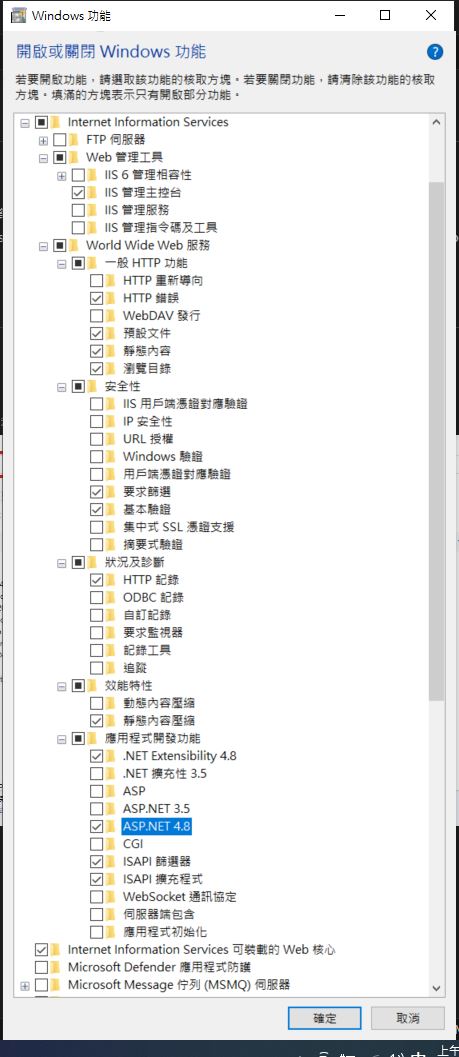 Windows 功能
開啟或關閉 Windows 功能
?
若要開啟功能，請選取該功能的核取方塊。若要關閉功能，請清除該功能的核取
方塊。填滿的方塊表示只有開啟部分功能。
Internet Information Services
FTP 伺服器
Web 管理工具
IIS 6 管理相容性
IIS 管理主控台
IIS 管理服務
IIS 管理指令碼及工具
World Wide Web 服務
一般 HTTP 功能
HTTP 重新導向
HTTP 錯誤
WebDAV 發行
預設文件
靜態內容
瀏覽目錄
安全性
IIS 用戶端憑證對應驗證
IP 安全性
URL 授權
Windows 驗證
用戶端憑證對應驗證
要求篩選
基本驗證
集中式 SSL 憑證支援
摘要式驗證
狀況及診斷
HTTP 記錄
ODBC 記錄
自訂記錄
要求監視器
記錄工具
追蹤
效能特性
動態內容壓縮
靜態內容壓縮
應用程式開發功能
.NET Extensibility 4.8
.NET 擴充性 3.5
ASP
ASP.NET 3.5
ASP.NET 4.8
CGI
ISAPI 篩選器
ISAPI 擴充程式
WebSocket 通訊協定
伺服器端包含
應用程式初始化
Internet Information Services 可裝載的 Web 核心
Microsoft Defender 應用程式防護
Microsoft Message 佇列 (MSMQ) 伺服器
確定
取消
上午